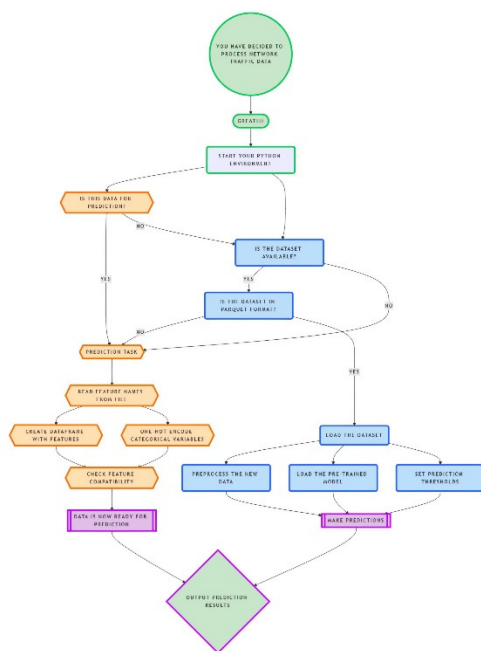 YOU HAVE DECIDED TO
PROCESS NETWORK
TRAFFIC DATA
GREAT!!!
START YOUR PYTHON
ENVIRONMENT
IS THIS DATA FOR
PREDICTION?
NO
IS THE DATASET
AVAILABLE?
YES
YES
NO
IS THE DATASET IN
PARQUET FORMAT?
NO
PREDICTION TASK
YES
READ FEATURE NAMES
FROM FILE
CREATE DATAFRAME
WITH FEATURES
ONE HOT ENCODE
CATEGORICAL VARIABLES
LOAD THE DATASET
CHECK FEATURE
COMPATIBILITY
PREPROCESS THE NEW
DATA
LOAD THE PRE-TRAINED
MODEL
SET PREDICTION
THRESHOLDS
DATA IS NOW READY FOR
PREDICTION
MAKE PREDICTIONS
OUTPUT PREDICTION
RESULTS